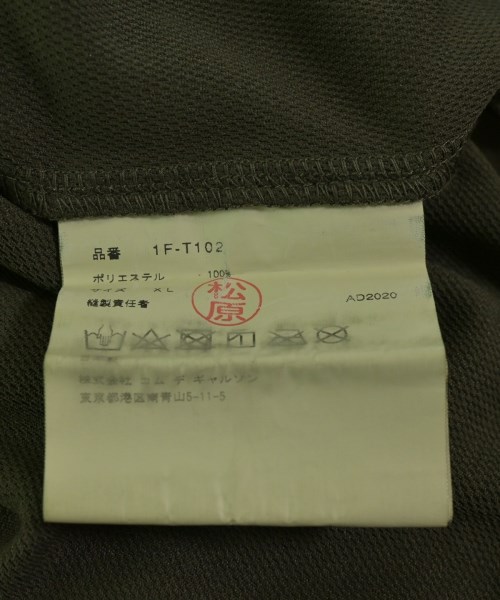 品番 1F-T102
ポリエステル 100%
サイズ XL
縫製責任者 松原 AD2020
株式会社 コム デ ギャルソン
東京都港区南青山5-11-5